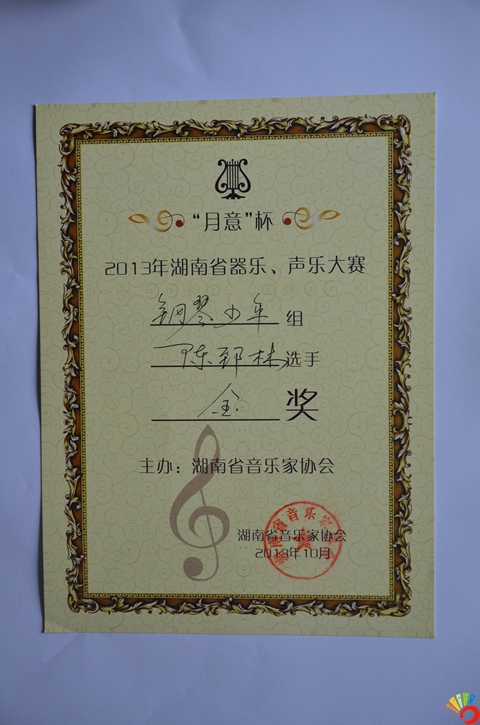 “月意”杯
2013年湖南省器乐、声乐大赛
钢琴少年组
陈郅林选手
金奖
主办：湖南省音乐家协会
湖南省音乐家协会
2013年10月